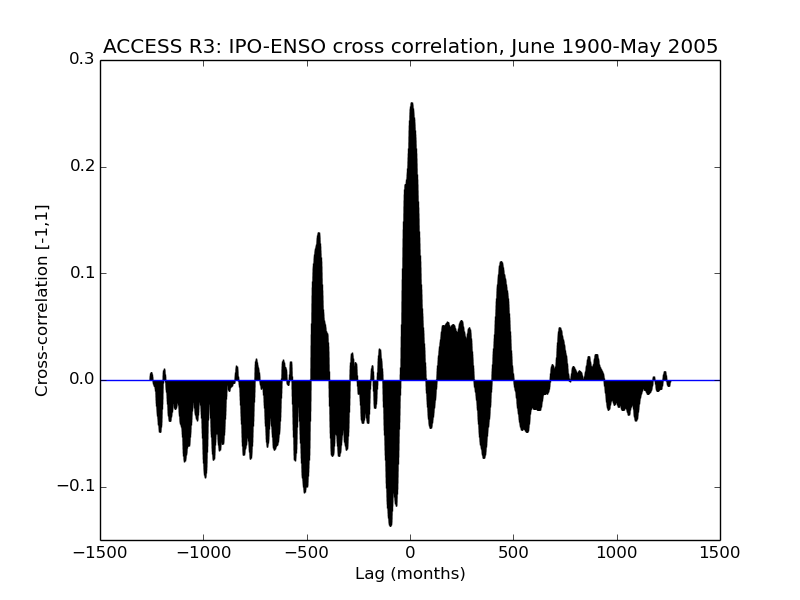 ACCESS R3: IPO-ENSO cross correlation, June 1900-May 2005
0.3
0.2
0.1
0.0
−0.1
Cross-correlation [-1,1]
−1500 −1000 −500 0 500 1000 1500
Lag (months)